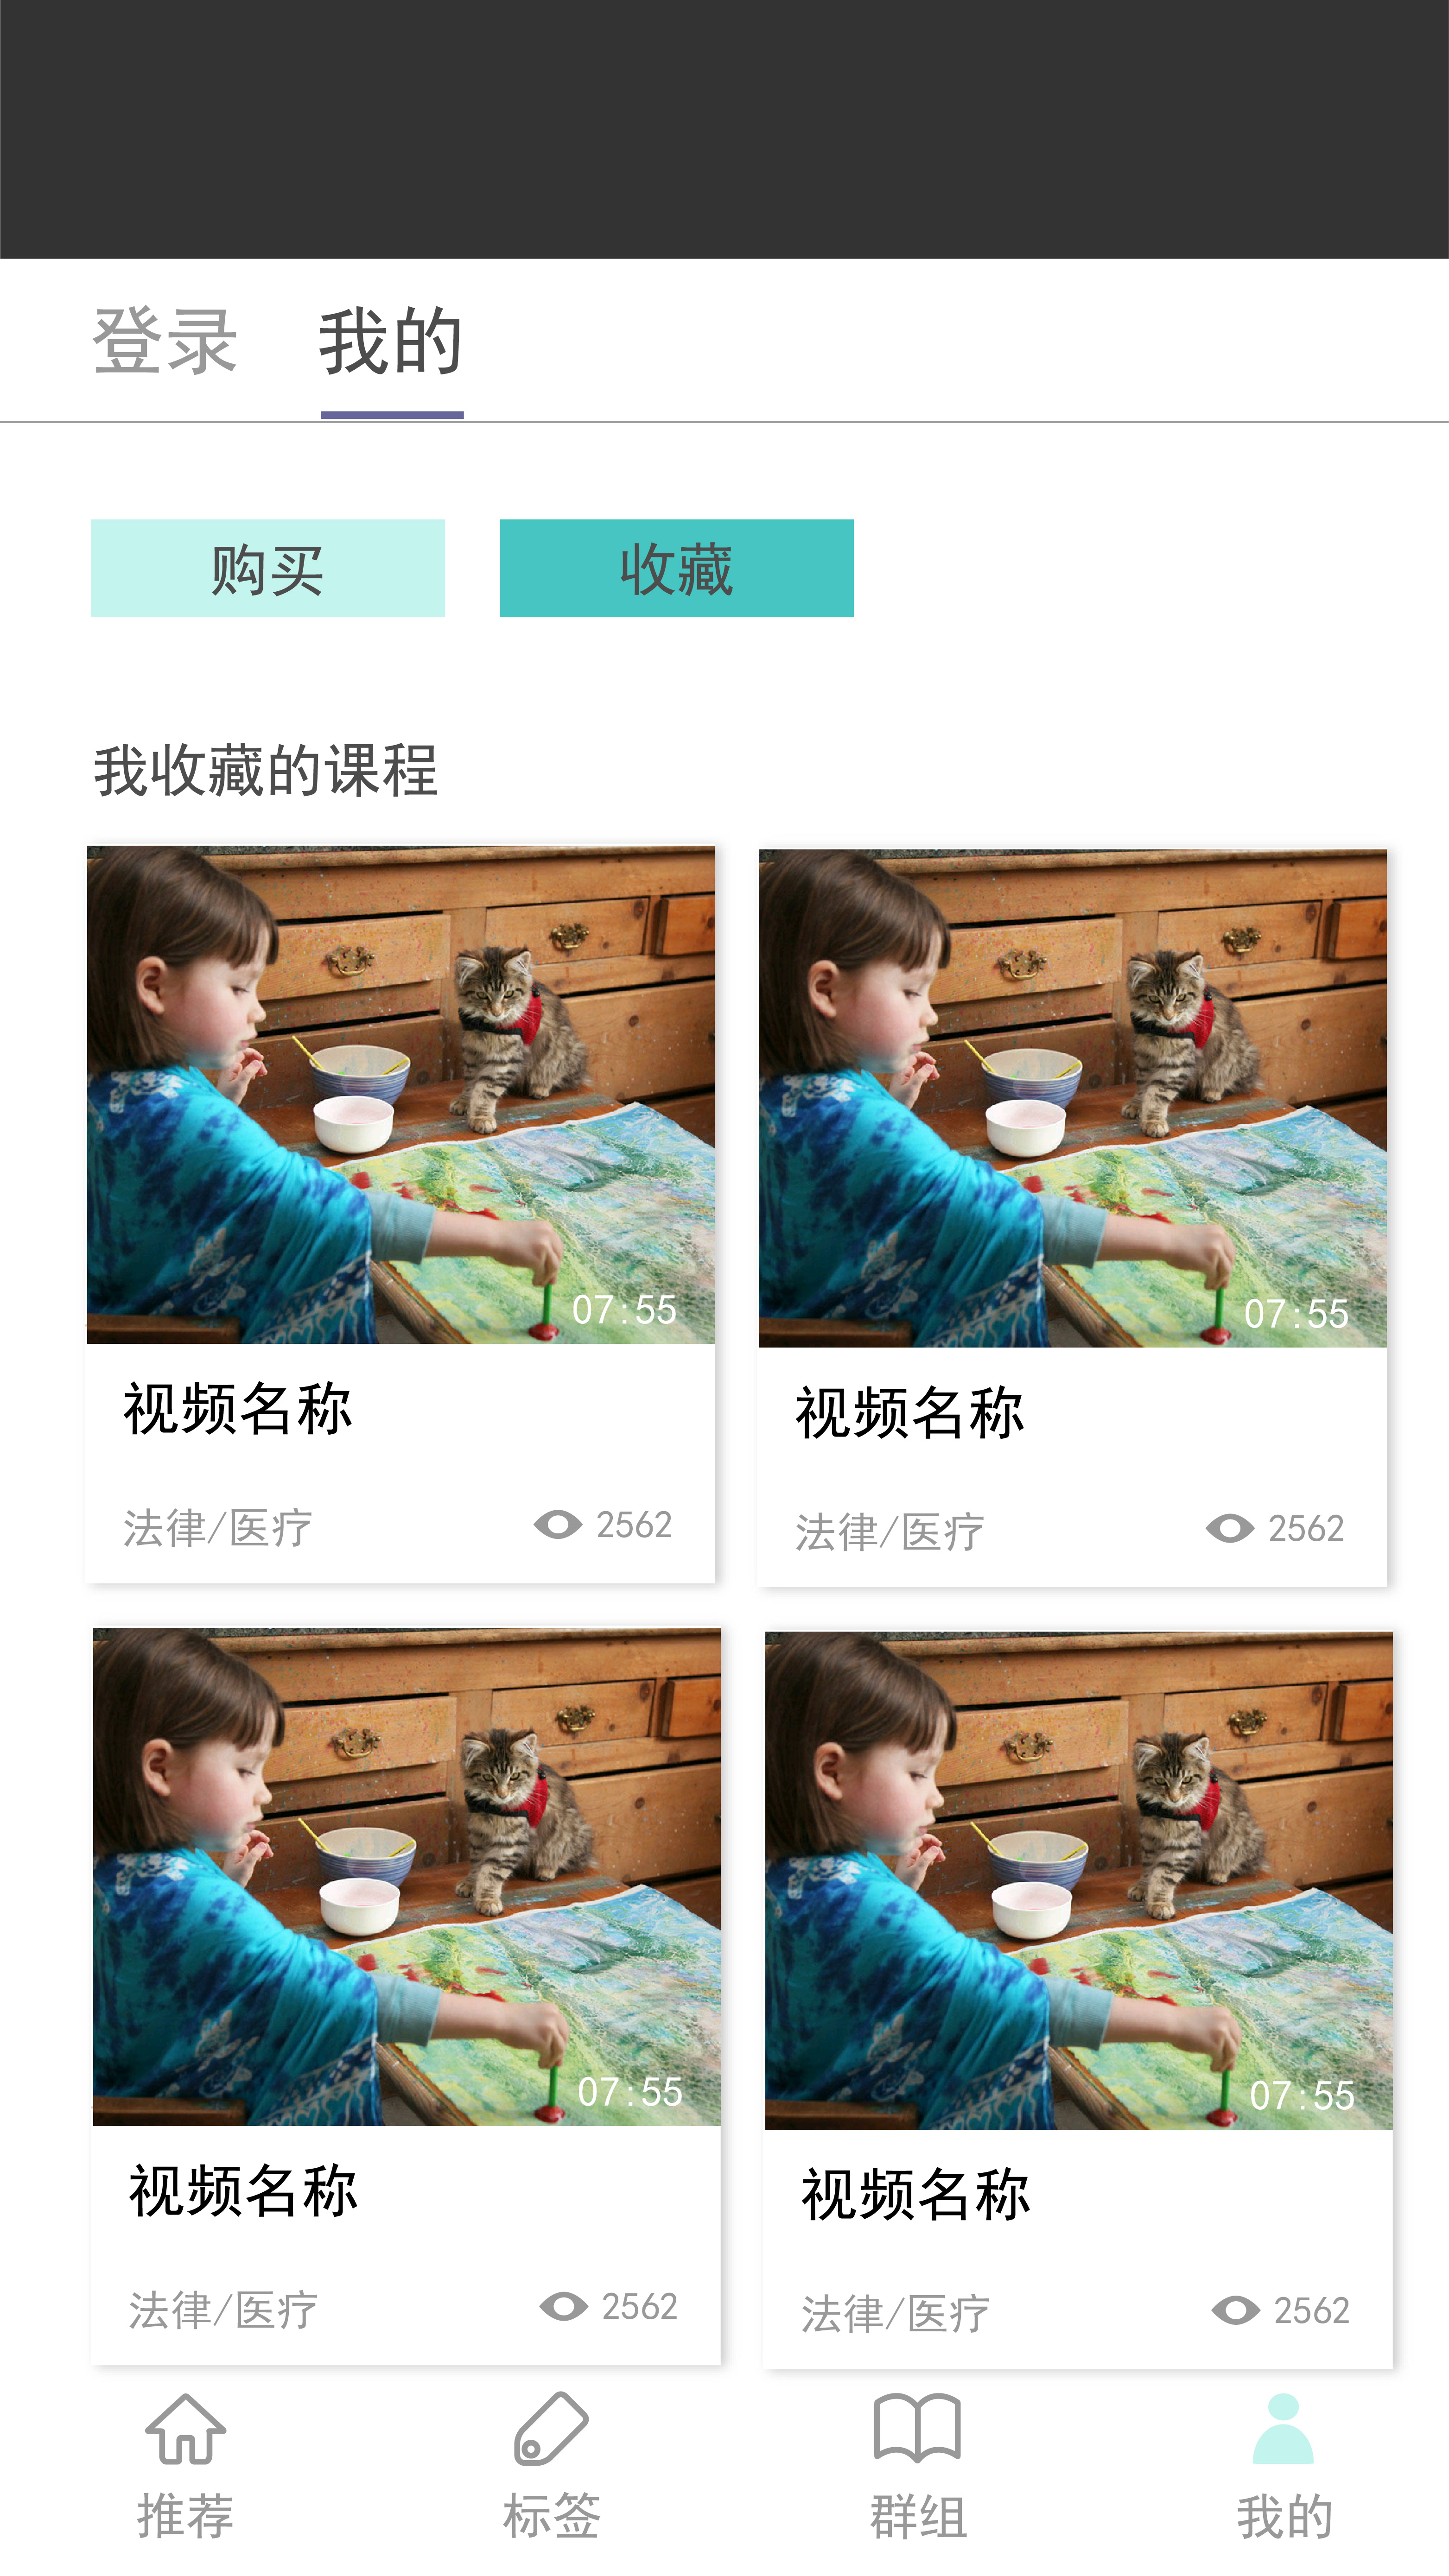 登录 我的
购买 收藏
我收藏的课程
07:55 07:55
视频名称 视频名称
法律/医疗 2562 法律/医疗 2562
07:55 07:55
视频名称 视频名称
法律/医疗 2562 法律/医疗 2562
推荐 标签 群组 我的